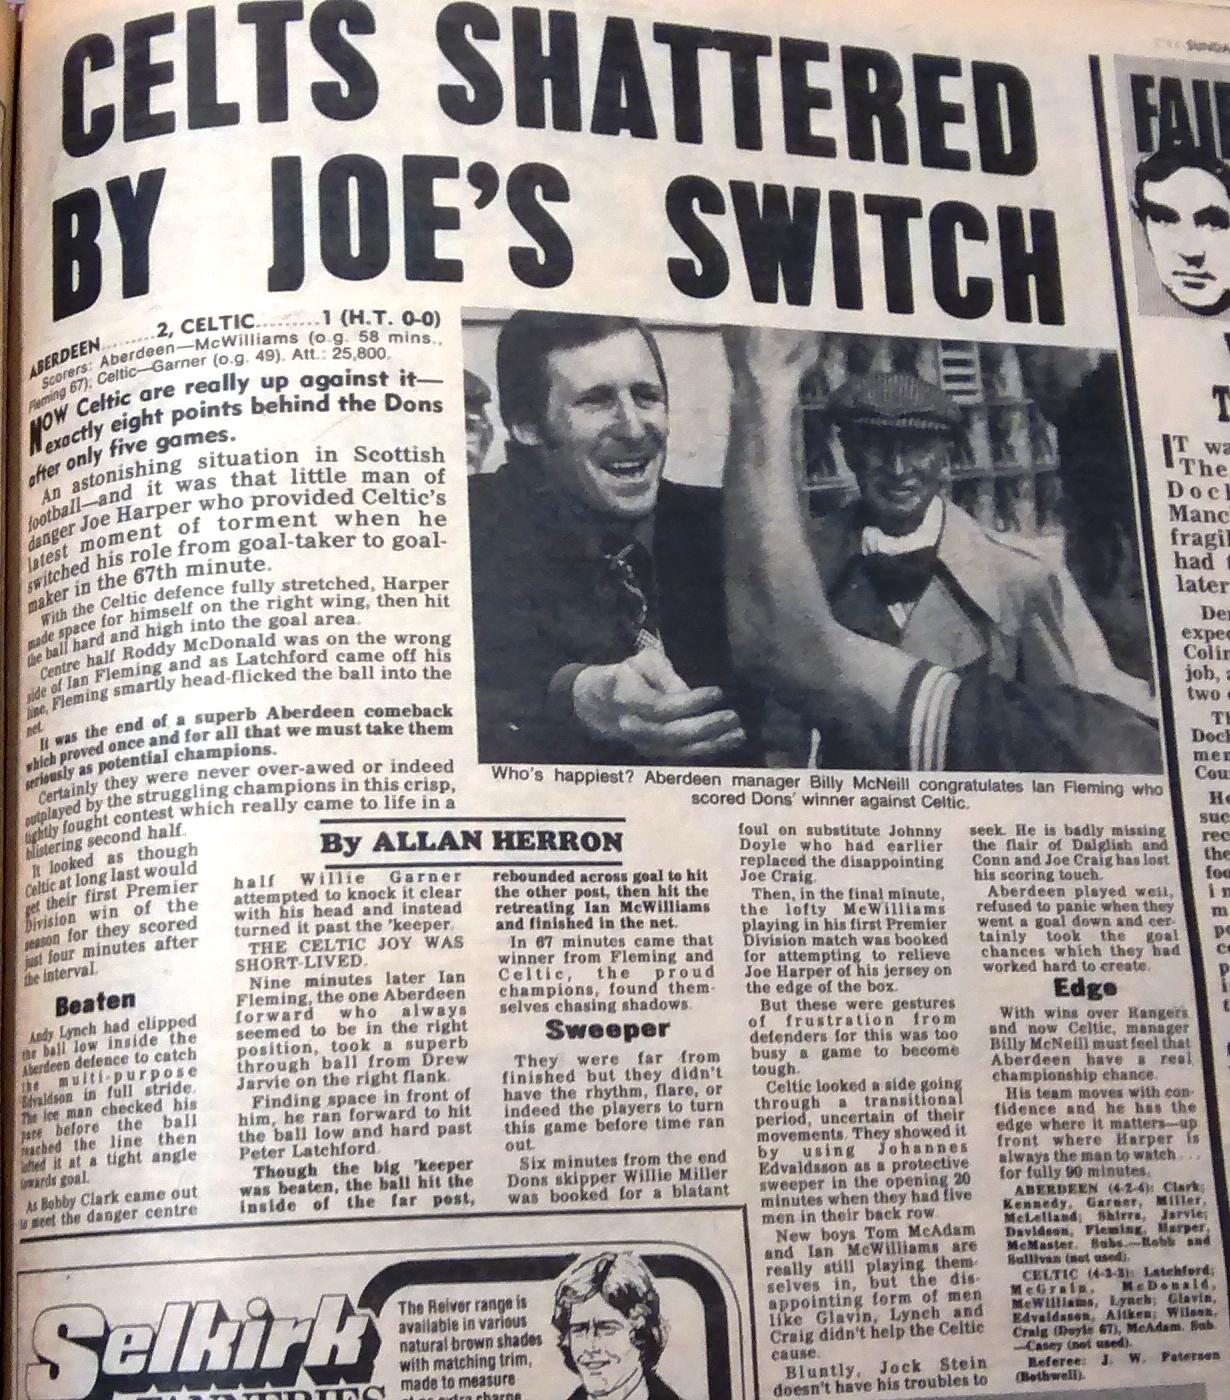 CELTS SHATTERED
BY JOE'S SWITCH
ABERDEEN.........2, CELTIC.........1 (H.T. 0-0)
Scorers: Aberdeen—McWilliams (o.g. 58 mins.,
Fleming 67); Celtic—Garner (o.g. 49). Att.: 25,800.
NOW Celtic are really up against it—
exactly eight points behind the Dons
after only five games.
An astonishing situation in Scottish
football—and it was that little man of
danger Joe Harper who provided Celtic's
latest moment of torment when he
switched his role from goal-taker to goal-
maker in the 67th minute.
With the Celtic defence fully stretched, Harper
made space for himself on the right wing, then hit
the ball hard and high into the goal area.
Centre half Roddy McDonald was on the wrong
side of Ian Fleming and as Latchford came off his
line, Fleming smartly head-flicked the ball into the
net.
It was the end of a superb Aberdeen comeback
which proved once and for all that we must take them
seriously as potential champions.
Certainly they were never over-awed or indeed
outplayed by the struggling champions in this crisp,
tightly fought contest which really came to life in a
blistering second half.
It looked as though
Celtic at long last would
get their first Premier
Division win of the
season for they scored
just four minutes after
the interval.
Beaten
Andy Lynch had clipped
the ball low inside the
Aberdeen defence to catch
the multi-purpose
Edvaldson in full stride.
The ice man checked his
pace before the ball
reached the line then
lofted it at a tight angle
towards goal.
As Bobby Clark came out
to meet the danger centre
Who's happiest? Aberdeen manager Billy McNeill congratulates Ian Fleming who
scored Dons' winner against Celtic.
By ALLAN HERRON
half Willie Garner
attempted to knock it clear
with his head and instead
turned it past the 'keeper.
THE CELTIC JOY WAS
SHORT-LIVED.
Nine minutes later Ian
Fleming, the one Aberdeen
forward who always
seemed to be in the right
position, took a superb
through ball from Drew
Jarvie on the right flank.
Finding space in front of
him, he ran forward to hit
the ball low and hard past
Peter Latchford.
Though the big 'keeper
was beaten, the ball hit the
inside of the far post,
rebounded across goal to hit
the other post, then hit the
retreating Ian McWilliams
and finished in the net.
In 67 minutes came that
winner from Fleming and
Celtic, the proud
champions, found them-
selves chasing shadows.
Sweeper
They were far from
finished but they didn't
have the rhythm, flare, or
indeed the players to turn
this game before time ran
out.
Six minutes from the end
Dons skipper Willie Miller
was booked for a blatant
foul on substitute Johnny
Doyle who had earlier
replaced the disappointing
Joe Craig.
Then, in the final minute,
the lofty McWilliams
playing in his first Premier
Division match was booked
for attempting to relieve
Joe Harper of his jersey on
the edge of the box.
But these were gestures
of frustration from
defenders for this was too
busy a game to become
tough.
Celtic looked a side going
through a transitional
period, uncertain of their
movements. They showed it
by using Johannes
Edvaldsson as a protective
sweeper in the opening 20
minutes when they had five
men in their back row.
New boys Tom McAdam
and Ian McWilliams are
really still playing them-
selves in, but the dis-
appointing form of men
like Glavin, Lynch and
Craig didn't help the Celtic
cause.
Bluntly, Jock Stein
doesn't have his troubles to
seek. He is badly missing
the flair of Dalglish and
Conn and Joe Craig has lost
his scoring touch.
Aberdeen played well,
refused to panic when they
went a goal down and cer-
tainly took the goal
chances which they had
worked hard to create.
Edge
With wins over Rangers
and now Celtic, manager
Billy McNeill must feel that
Aberdeen have a real
championship chance.
His team moves with con-
fidence and he has the
edge where it matters—up
front where Harper is
always the man to watch ...
for fully 90 minutes.
ABERDEEN (4-2-4): Clark;
Kennedy, Garner, Miller,
McLelland; Shirra, Jarvie;
Davidson, Fleming, Harper,
McMaster. Subs.—Robb and
Sullivan (not used).
CELTIC (4-3-3): Latchford;
McGrain, McDonald,
McWilliams, Lynch; Glavin,
Edvaldsson, Aitken; Wilson,
Craig (Doyle 67), McAdam. Sub.
—Casey (not used).
Referee: J. W. Paterson
(Bothwell).
Selkirk
TANNERIES
The Reiver range is
available in various
natural brown shades
with matching trim,
made to measure
FAI
IT wa
The
Doc
Manc
fragil
had
later
De
expe
Colin
job,
two
Doc
men
Cou